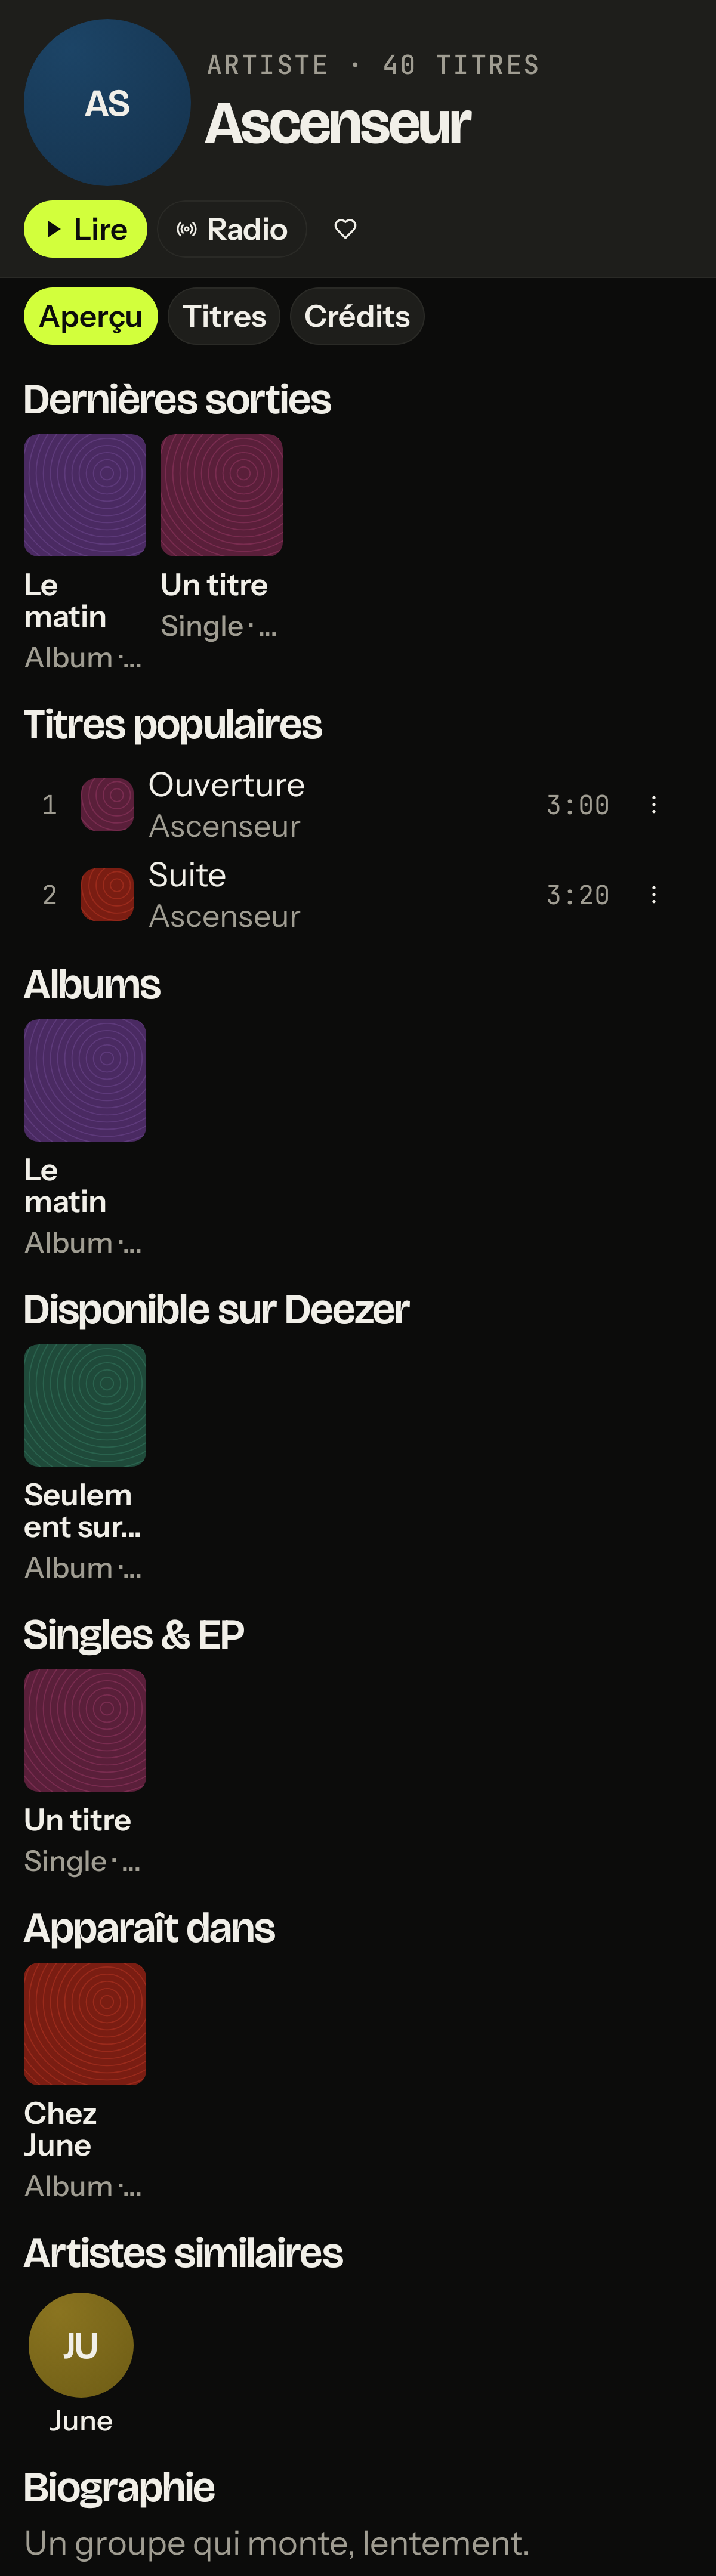 AS
ARTISTE · 40 TITRES
Ascenseur
Lire
Radio
Aperçu
Titres
Crédits
Dernières sorties
Le
matin
Album ·...
Un titre
Single · ...
Titres populaires
1
Ouverture
Ascenseur
3:00
2
Suite
Ascenseur
3:20
Albums
Le
matin
Album ·...
Disponible sur Deezer
Seulem
ent sur...
Album ·...
Singles & EP
Un titre
Single · ...
Apparaît dans
Chez
June
Album ·...
Artistes similaires
JU
June
Biographie
Un groupe qui monte, lentement.